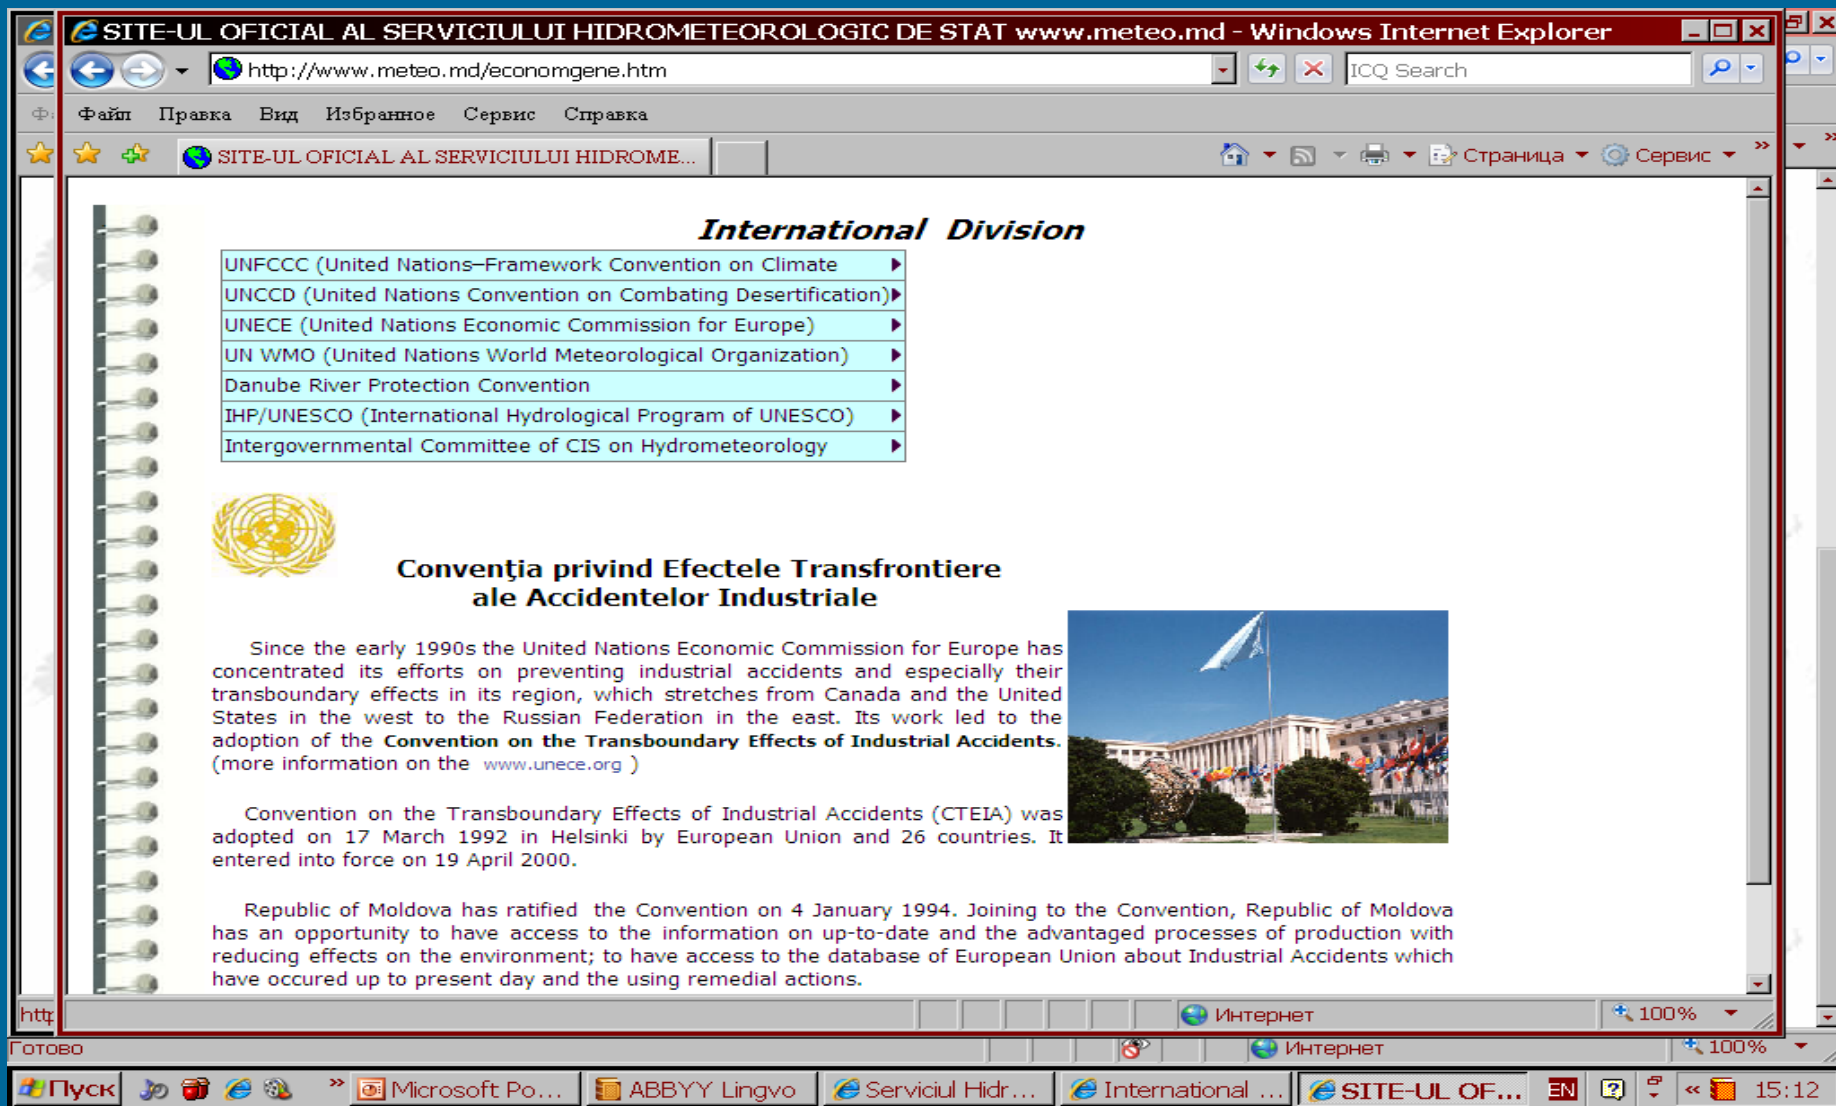 SITE-UL OFICIAL AL SERVICIULUI HIDROMETEOROLOGIC DE STAT www.meteo.md - Windows Internet Explorer
http://www.meteo.md/economgene.htm
ICQ Search
Файл Правка Вид Избранное Сервис Справка
SITE-UL OFICIAL AL SERVICIULUI HIDROME...
Страница
Сервис
International Division
UNFCCC (United Nations–Framework Convention on Climate
UNCCD (United Nations Convention on Combating Desertification)
UNECE (United Nations Economic Commission for Europe)
UN WMO (United Nations World Meteorological Organization)
Danube River Protection Convention
IHP/UNESCO (International Hydrological Program of UNESCO)
Intergovernmental Committee of CIS on Hydrometeorology
Convenţia privind Efectele Transfrontiere
ale Accidentelor Industriale
Since the early 1990s the United Nations Economic Commission for Europe has
concentrated its efforts on preventing industrial accidents and especially their
transboundary effects in its region, which stretches from Canada and the United
States in the west to the Russian Federation in the east. Its work led to the
adoption of the Convention on the Transboundary Effects of Industrial Accidents.
(more information on the www.unece.org )
Convention on the Transboundary Effects of Industrial Accidents (CTEIA) was
adopted on 17 March 1992 in Helsinki by European Union and 26 countries. It
entered into force on 19 April 2000.
Republic of Moldova has ratified the Convention on 4 January 1994. Joining to the Convention, Republic of Moldova
has an opportunity to have access to the information on up-to-date and the advantaged processes of production with
reducing effects on the environment; to have access to the database of European Union about Industrial Accidents which
have occured up to present day and the using remedial actions.
http
Интернет
100%
Готово
Интернет
100%
Пуск
Microsoft Po...
ABBYY Lingvo
Serviciul Hidr...
International ...
SITE-UL OF...
EN
15:12